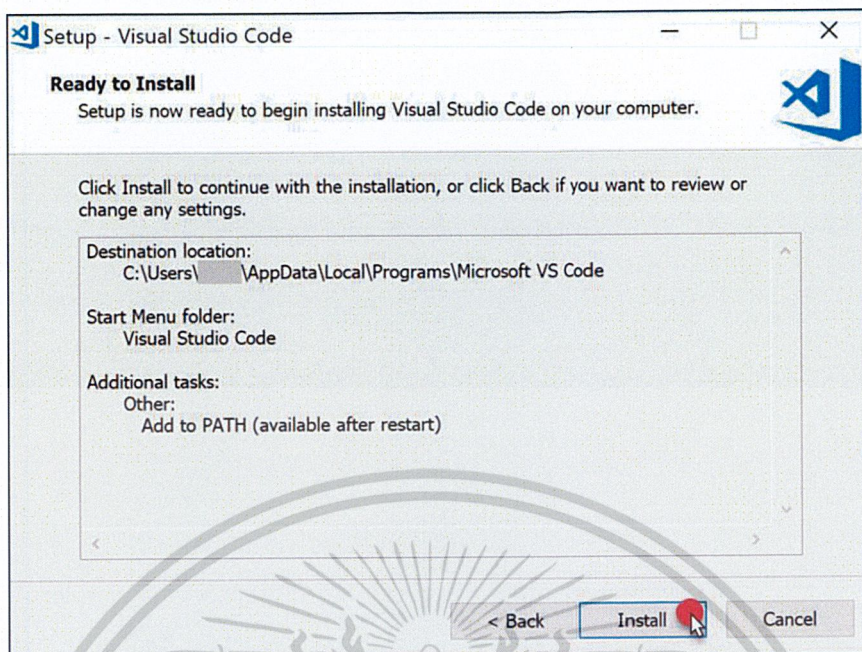 Setup - Visual Studio Code
Ready to Install
Setup is now ready to begin installing Visual Studio Code on your computer.
Click Install to continue with the installation, or click Back if you want to review or
change any settings.
Destination location:
C:\Users\ \AppData\Local\Programs\Microsoft VS Code
Start Menu folder:
Visual Studio Code
Additional tasks:
Other:
Add to PATH (available after restart)
< Back Install Cancel